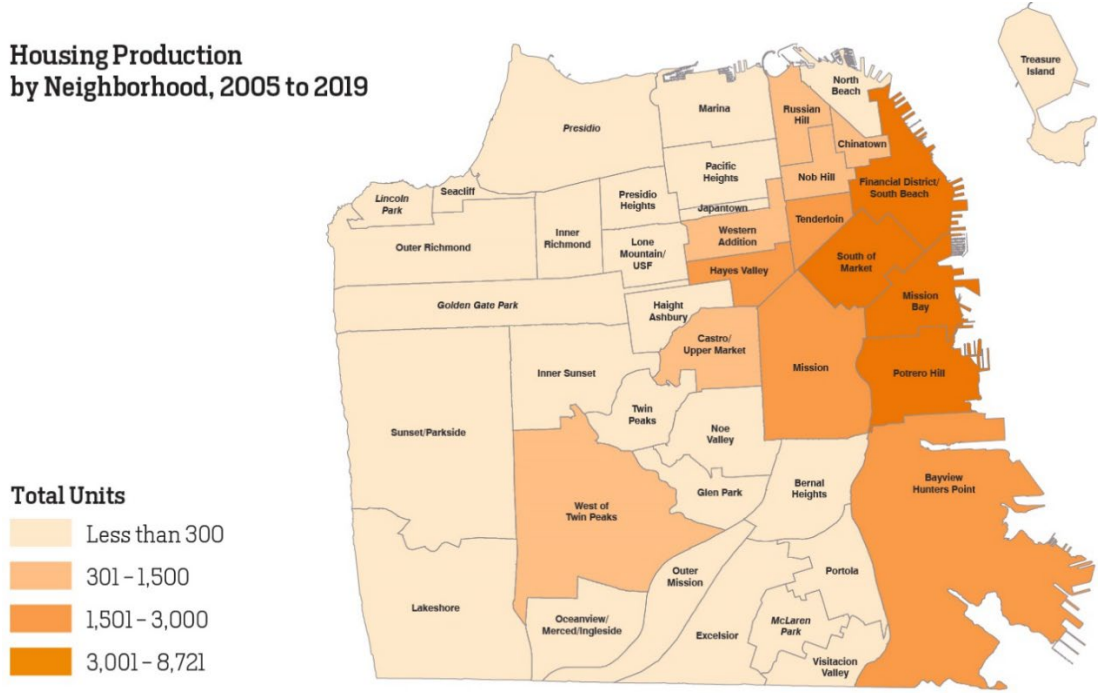 Housing Production
by Neighborhood, 2005 to 2019
Treasure
Island
North
Beach
Marina
Russian
Hill
Presidio
Chinatown
Pacific
Heights
Nob Hill
Financial District/
South Beach
Seacliff
Lincoln
Park
Presidio
Heights
Japantown
Tenderloin
Inner
Richmond
Western
Addition
Outer Richmond
Lone
Mountain/
USF
South of
Market
Hayes Valley
Mission
Bay
Golden Gate Park
Haight
Ashbury
Castro/
Upper Market
Mission
Potrero Hill
Inner Sunset
Twin
Peaks
Sunset/Parkside
Noe
Valley
Bayview
Hunters Point
Bernal
Heights
Glen Park
West of
Twin Peaks
Outer
Mission
Portola
Lakeshore
Oceanview/
Merced/Ingleside
McLaren
Park
Excelsior
Visitacion
Valley
Total Units
Less than 300
301 – 1,500
1,501 – 3,000
3,001 – 8,721